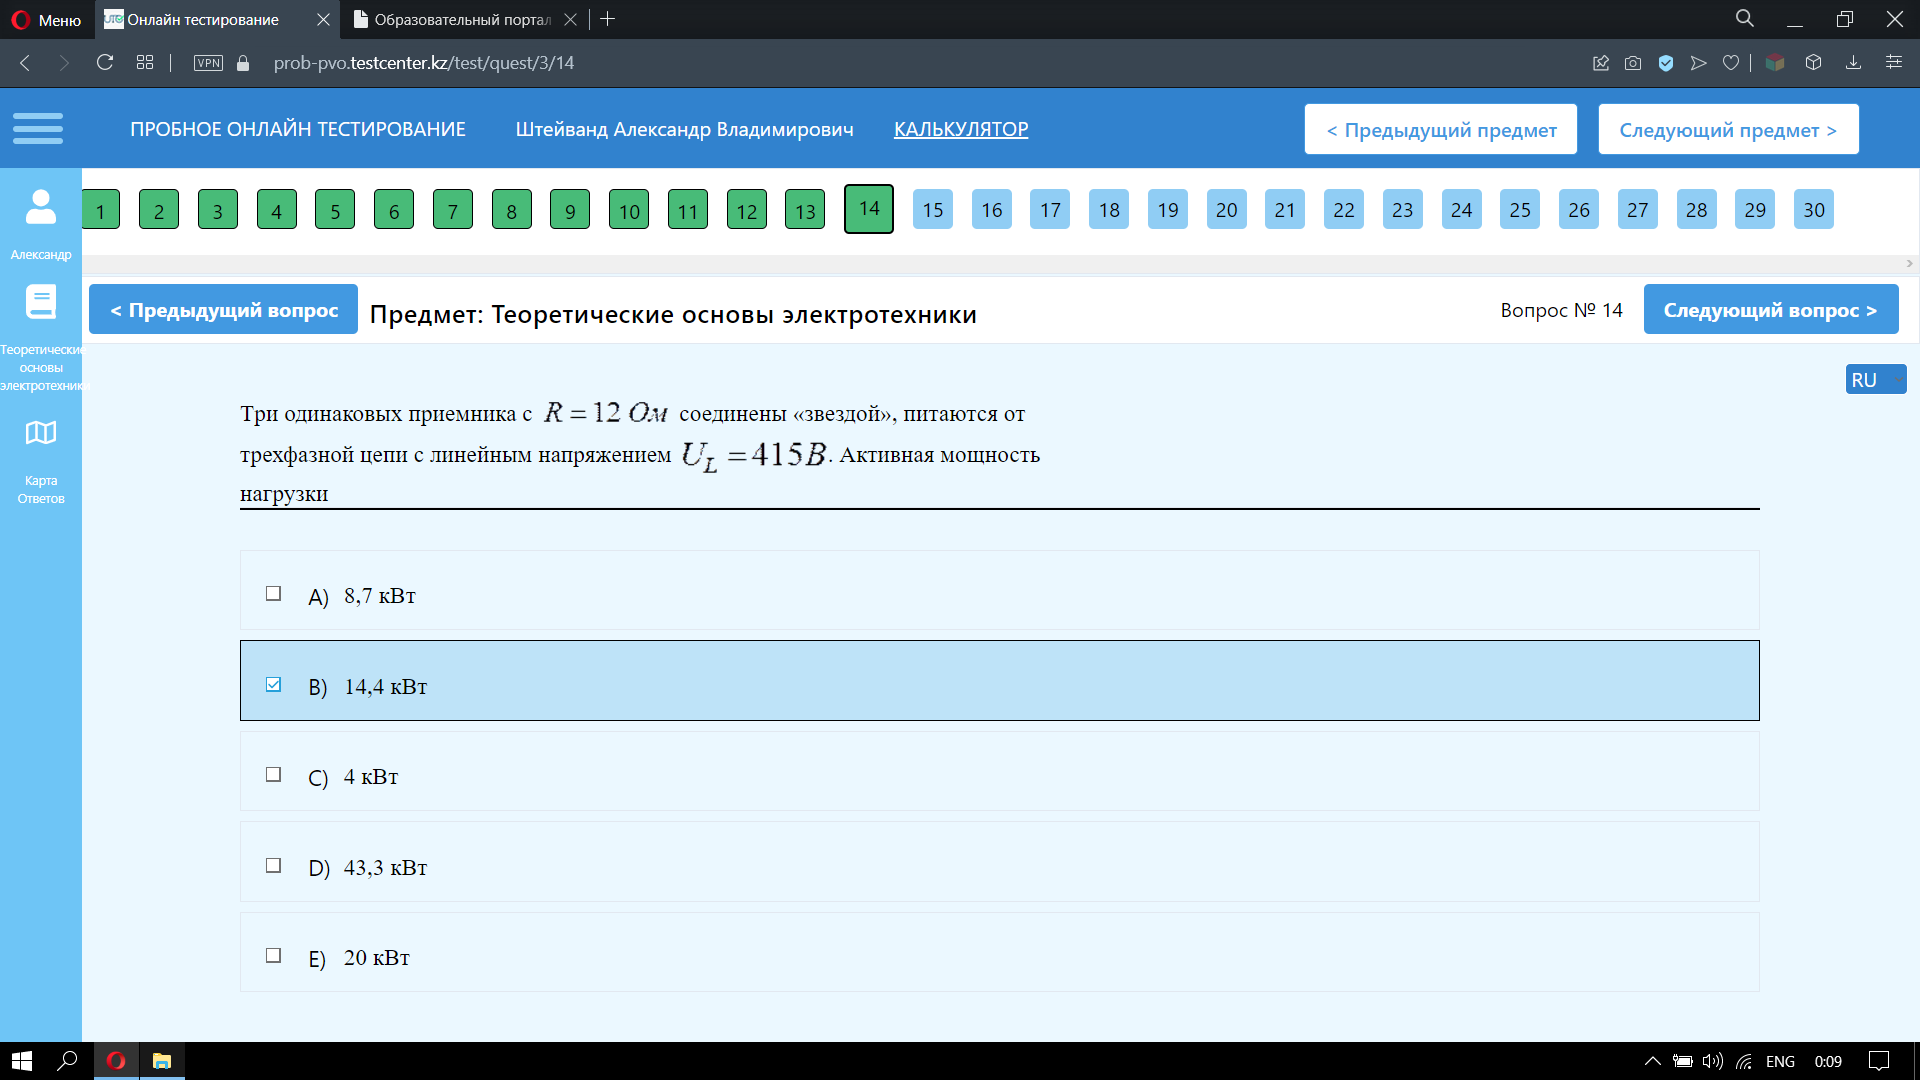 Меню
Онлайн тестирование
Образовательный портал
VPN
prob-pvo.testcenter.kz/test/quest/3/14
ПРОБНОЕ ОНЛАЙН ТЕСТИРОВАНИЕ Штейванд Александр Владимирович КАЛЬКУЛЯТОР < Предыдущий предмет Следующий предмет >
1 2 3 4 5 6 7 8 9 10 11 12 13 14 15 16 17 18 19 20 21 22 23 24 25 26 27 28 29 30
Александр
< Предыдущий вопрос Предмет: Теоретические основы электротехники Вопрос № 14 Следующий вопрос >
Теоретические
основы
электротехники
RU
Карта
Ответов
Три одинаковых приемника с R = 12 Ом соединены «звездой», питаются от
трехфазной цепи с линейным напряжением U_L = 415 В. Активная мощность
нагрузки
A) 8,7 кВт
B) 14,4 кВт
C) 4 кВт
D) 43,3 кВт
E) 20 кВт
ENG 0:09